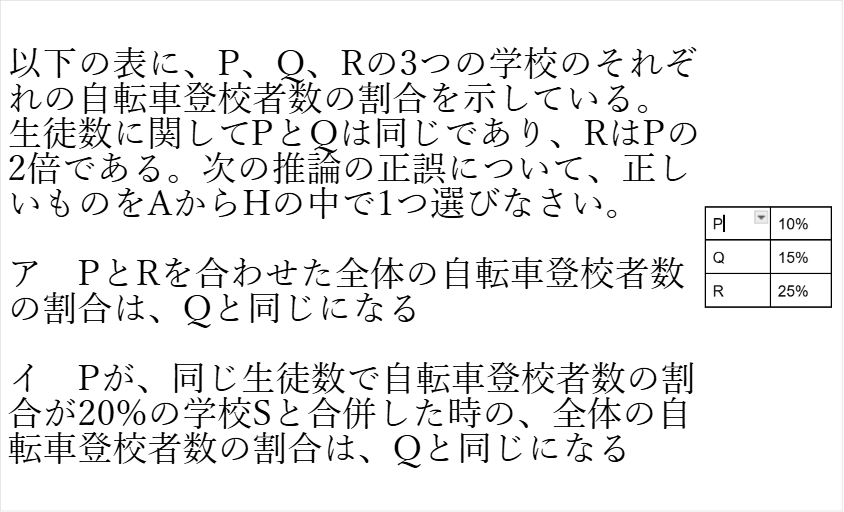 以下の表に、P、Q、Rの3つの学校のそれぞ
れの自転車登校者数の割合を示している。
生徒数に関してPとQは同じであり、RはPの
2倍である。次の推論の正誤について、正し
いものをAからHの中で1つ選びなさい。
ア　PとRを合わせた全体の自転車登校者数
の割合は、Qと同じになる
イ　Pが、同じ生徒数で自転車登校者数の割
合が20%の学校Sと合併した時の、全体の自
転車登校者数の割合は、Qと同じになる
P 10%
Q 15%
R 25%